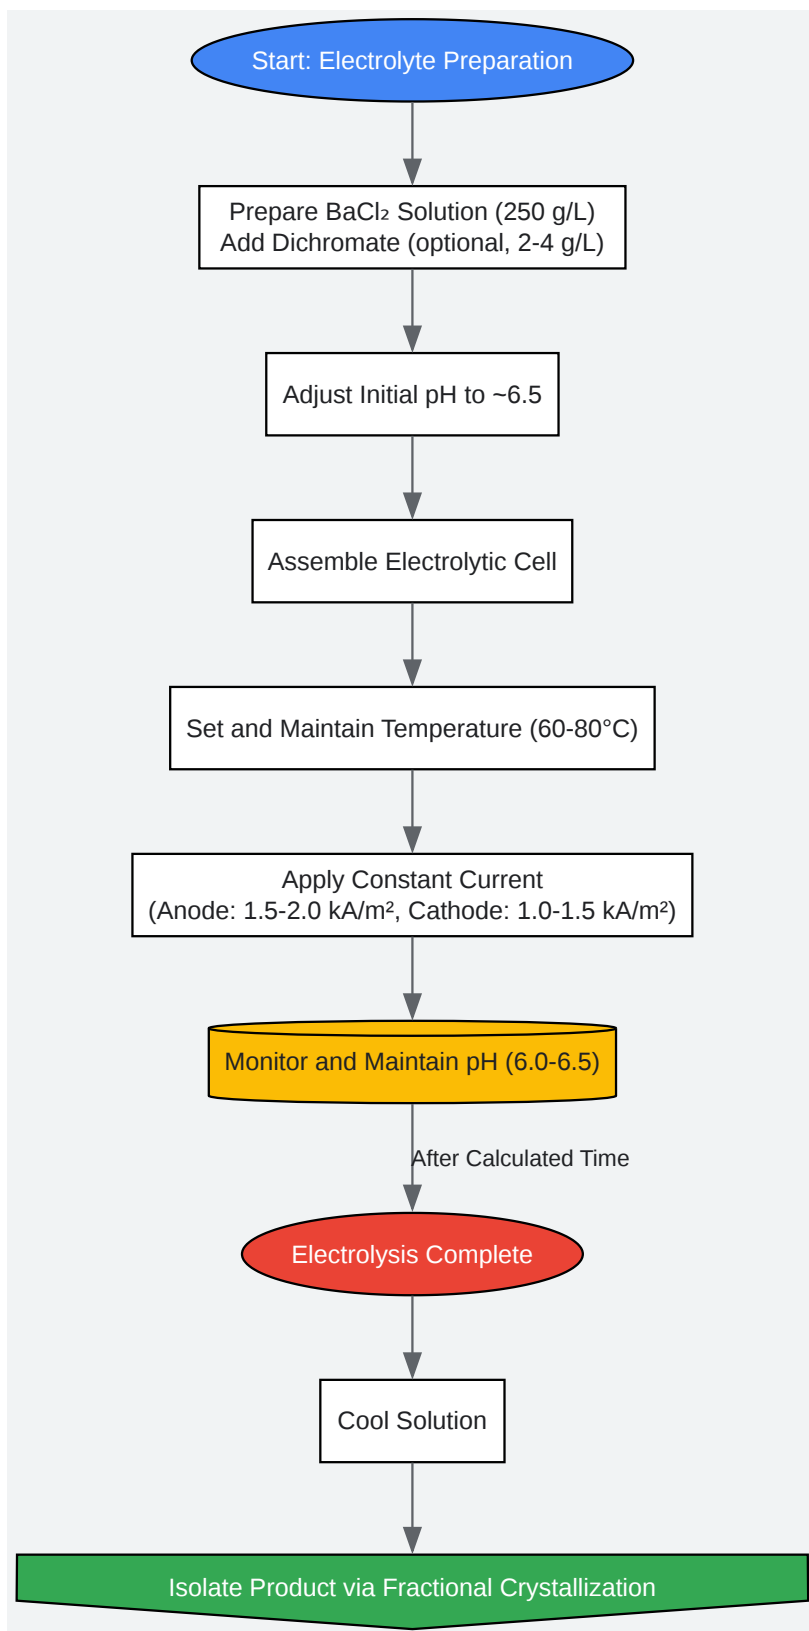 Start: Electrolyte Preparation
Prepare BaCl₂ Solution (250 g/L)
Add Dichromate (optional, 2-4 g/L)
Adjust Initial pH to ~6.5
Assemble Electrolytic Cell
Set and Maintain Temperature (60-80°C)
Apply Constant Current
(Anode: 1.5-2.0 kA/m², Cathode: 1.0-1.5 kA/m²)
Monitor and Maintain pH (6.0-6.5)
After Calculated Time
Electrolysis Complete
Cool Solution
Isolate Product via Fractional Crystallization